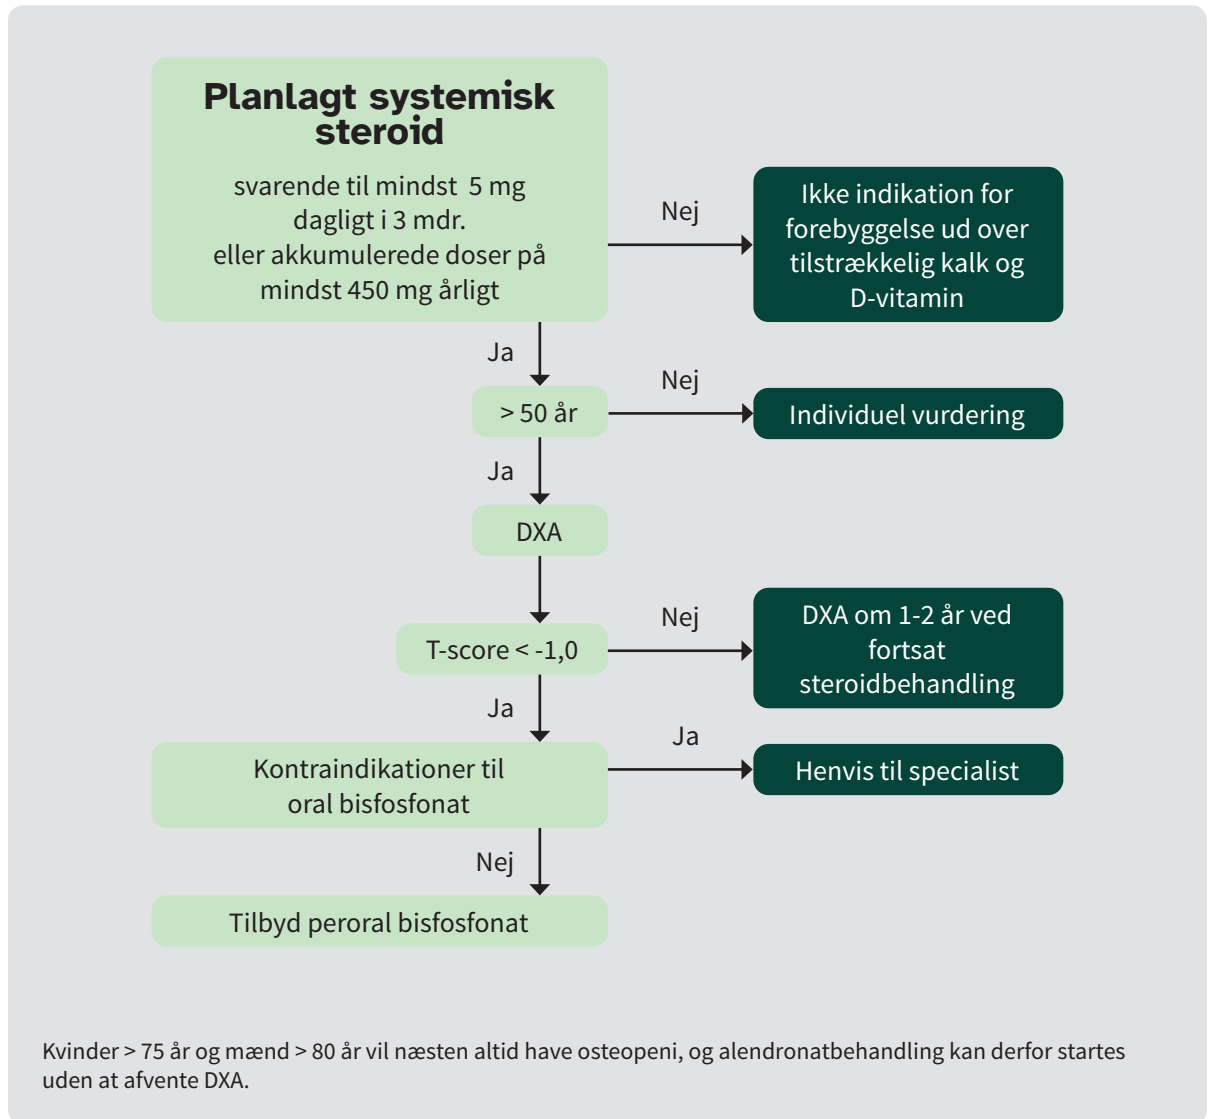 Planlagt systemisk
steroid
svarende til mindst 5 mg
dagligt i 3 mdr.
eller akkumulerede doser på
mindst 450 mg årligt
Nej
Ikke indikation for
forebyggelse ud over
tilstrækkelig kalk og
D-vitamin
Ja
> 50 år
Nej
Individuel vurdering
Ja
DXA
T-score < -1,0
Nej
DXA om 1-2 år ved
fortsat
steroidbehandling
Ja
Kontraindikationer til
oral bisfosfonat
Ja
Henvis til specialist
Nej
Tilbyd peroral bisfosfonat
Kvinder > 75 år og mænd > 80 år vil næsten altid have osteopeni, og alendronatbehandling kan derfor startes
uden at afvente DXA.